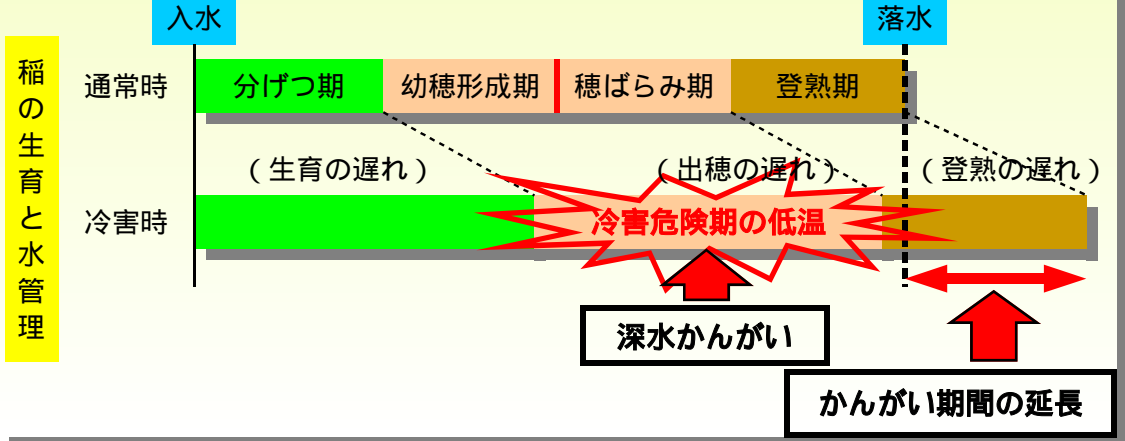 入水
落水
稲の生育と水管理
通常時
分げつ期
幼穂形成期
穂ばらみ期
登熟期
(生育の遅れ)
(出穂の遅れ)
(登熟の遅れ)
冷害時
冷害危険期の低温
深水かんがい
かんがい期間の延長